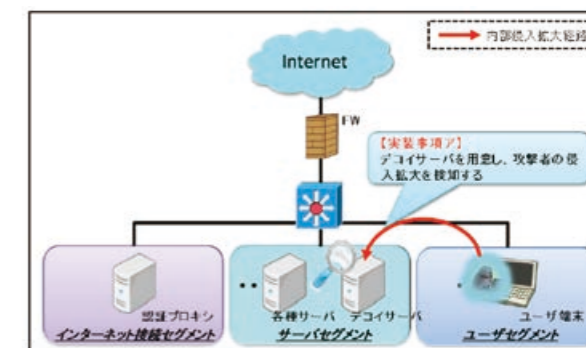 内部侵入拡大経路
Internet
FW
【実装事項ア】
デコイサーバを用意し、攻撃者の侵
入拡大を検知する
認証プロキシ
インターネット接続セグメント
各種サーバ
デコイサーバ
サーバセグメント
ユーザ端末
ユーザセグメント